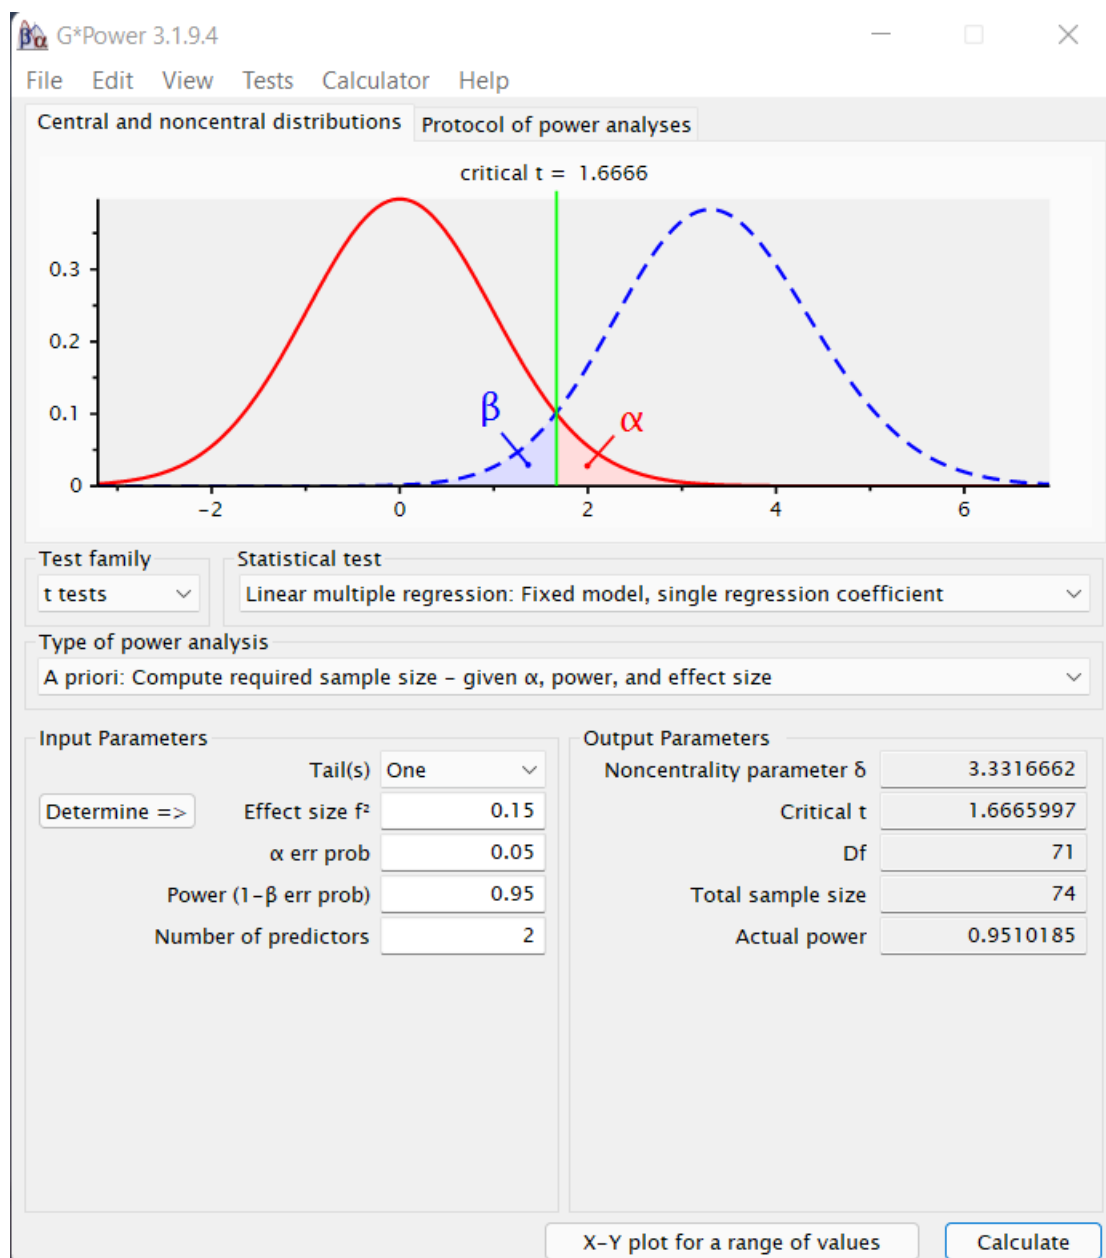 G*Power 3.1.9.4
File Edit View Tests Calculator Help
Central and noncentral distributions Protocol of power analyses
critical t = 1.6666
0.3
0.2
0.1
0
β
α
-2 0 2 4 6
Test family Statistical test
t tests Linear multiple regression: Fixed model, single regression coefficient
Type of power analysis
A priori: Compute required sample size – given α, power, and effect size
Input Parameters
Tail(s) One
Determine => Effect size f² 0.15
α err prob 0.05
Power (1-β err prob) 0.95
Number of predictors 2
Output Parameters
Noncentrality parameter δ 3.3316662
Critical t 1.6665997
Df 71
Total sample size 74
Actual power 0.9510185
X-Y plot for a range of values Calculate